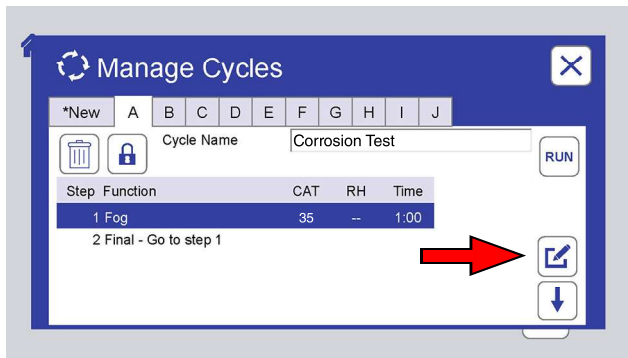 Manage Cycles
*New A B C D E F G H I J
Cycle Name Corrosion Test
RUN
Step Function CAT RH Time
1 Fog 35 -- 1:00
2 Final - Go to step 1